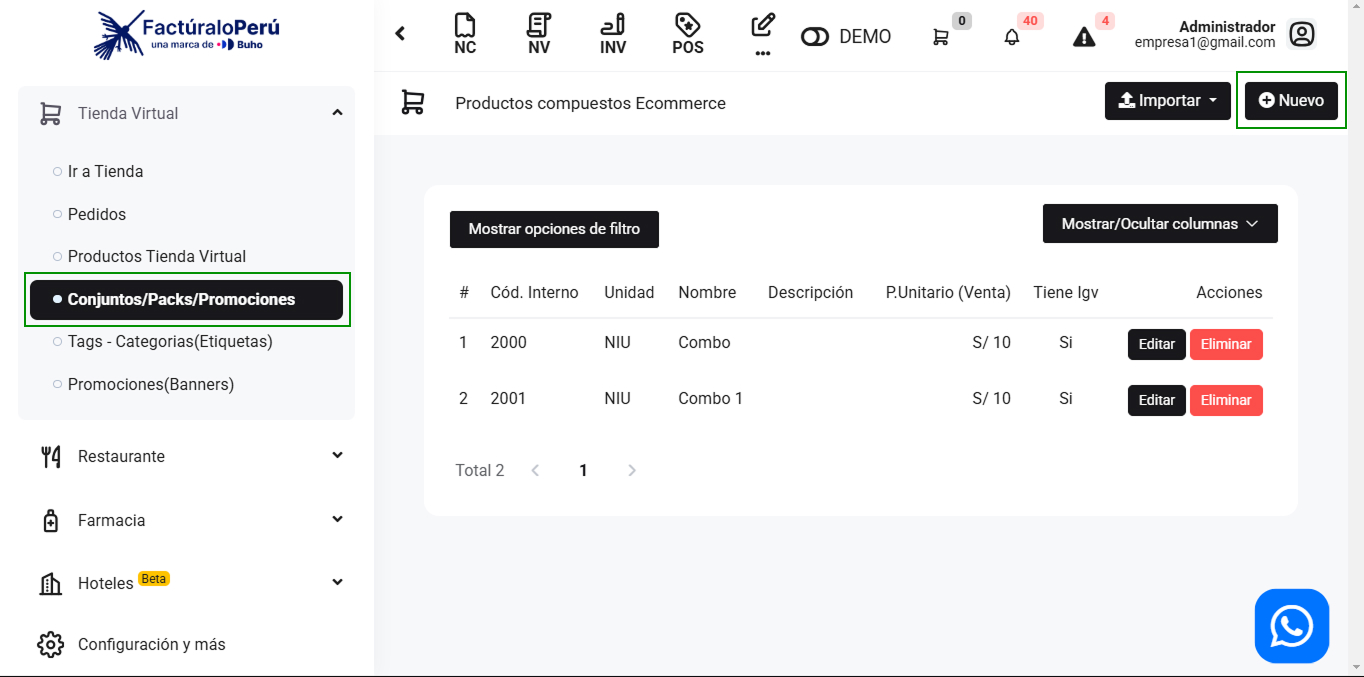 FactúraloPerú
una marca de Buho
NC
NV
INV
POS
...
DEMO
0
40
4
Administrador
empresa1@gmail.com
Tienda Virtual
Ir a Tienda
Pedidos
Productos Tienda Virtual
Conjuntos/Packs/Promociones
Tags - Categorias(Etiquetas)
Promociones(Banners)
Restaurante
Farmacia
Hoteles Beta
Configuración y más
Productos compuestos Ecommerce
Importar
Nuevo
Mostrar opciones de filtro
Mostrar/Ocultar columnas
# Cód. Interno Unidad Nombre Descripción P.Unitario (Venta) Tiene Igv Acciones
1 2000 NIU Combo S/ 10 Si Editar Eliminar
2 2001 NIU Combo 1 S/ 10 Si Editar Eliminar
Total 2 < 1 >